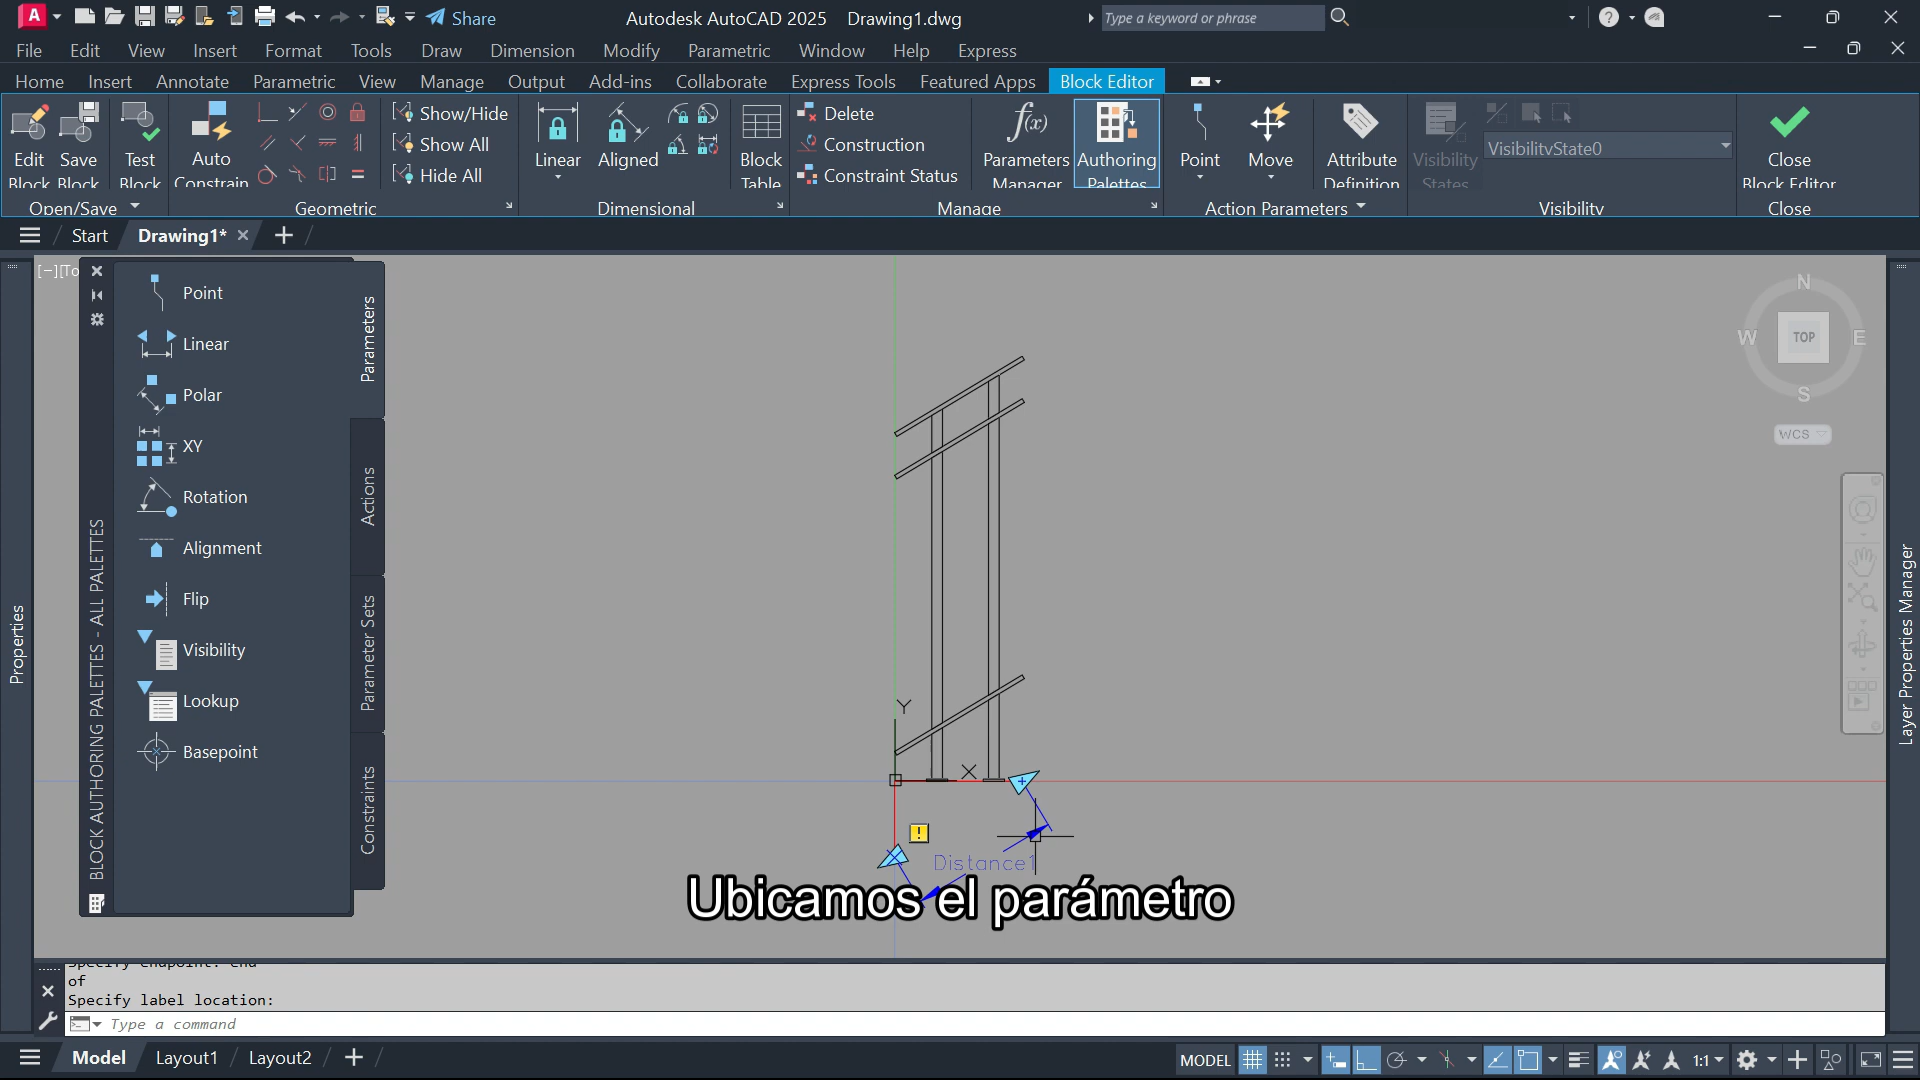 A
Share
Autodesk AutoCAD 2025 Drawing1.dwg
Type a keyword or phrase
File Edit View Insert Format Tools Draw Dimension Modify Parametric Window Help Express
Home Insert Annotate Parametric View Manage Output Add-ins Collaborate Express Tools Featured Apps Block Editor
Edit Block
Save Block
Test Block
Auto Constrain
Show/Hide
Show All
Hide All
Linear
Aligned
Block Table
Delete
Construction
Constraint Status
f(x)
Parameters Manager
Authoring Palettes
Point
Move
Attribute Definition
Visibility States
VisibilityState0
Close Block Editor
Open/Save Geometric Dimensional Manage Action Parameters Visibility Close
Start Drawing1*
[−][To
Point
Linear
Polar
XY
Rotation
Alignment
Flip
Visibility
Lookup
Basepoint
Parameters
Actions
Parameter Sets
Constraints
BLOCK AUTHORING PALETTES - ALL PALETTES
Properties
Layer Properties Manager
N
W TOP E
S
WCS
Y
X
!
Distance1
Ubicamos el parámetro
Specify endpoint: end
of
Specify label location:
Type a command
Model Layout1 Layout2
MODEL 1:1